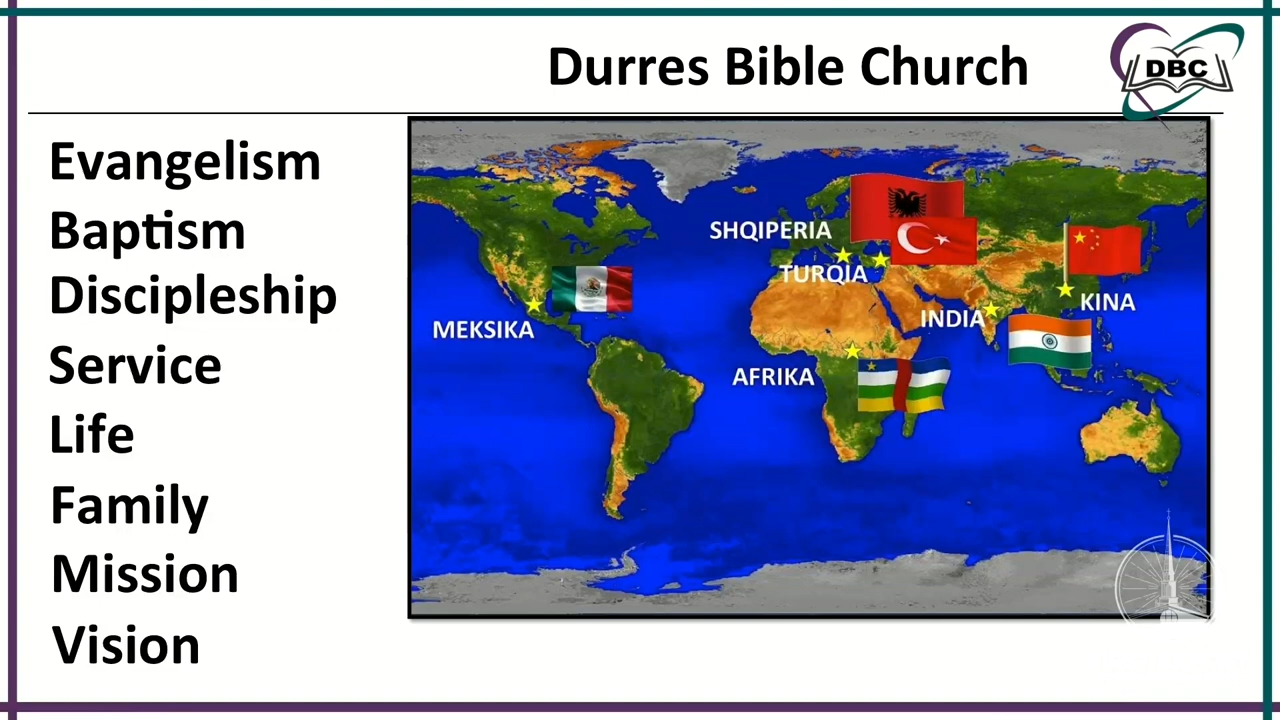 Durres Bible Church
DBC
Evangelism
Baptism
Discipleship
Service
Life
Family
Mission
Vision
SHQIPERIA
TURQIA
KINA
INDIA
MEKSIKA
AFRIKA